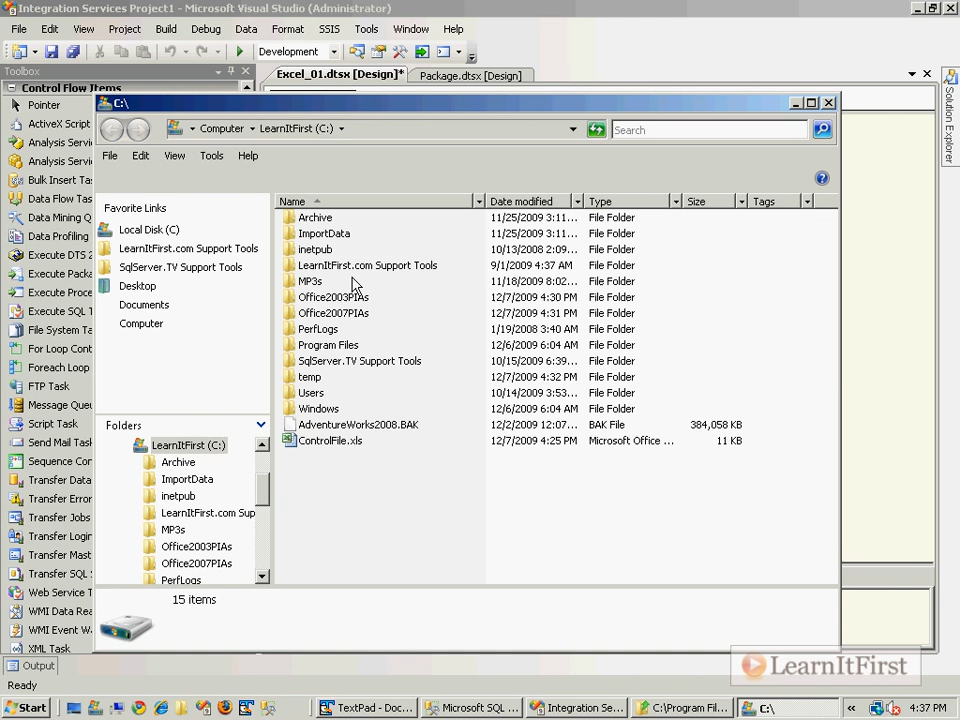 Integration Services Project1 - Microsoft Visual Studio (Administrator)
File Edit View Project Build Debug Data Format SSIS Tools Window Help
Development
Toolbox
Excel_01.dtsx [Design]* Package.dtsx [Design]
Control Flow Items
Pointer
ActiveX Script
Analysis Servi
Analysis Servi
Bulk Insert Ta
Data Flow Tas
Data Mining Q
Data Profiling
Execute DTS 2
Execute Packa
Execute Proce
Execute SQL T
File System Ta
For Loop Cont
Foreach Loop
FTP Task
Message Queu
Script Task
Send Mail Task
Sequence Con
Transfer Data
Transfer Error
Transfer Jobs
Transfer Login
Transfer Mast
Transfer SQL S
Web Service T
WMI Data Rea
WMI Event W
XML Task
Solution Explorer
C:\
Computer LearnItFirst (C:)
Search
File Edit View Tools Help
Favorite Links
Local Disk (C)
LearnItFirst.com Support Tools
SqlServer.TV Support Tools
Desktop
Documents
Computer
Folders
LearnItFirst (C:)
Archive
ImportData
inetpub
LearnItFirst.com Sup
MP3s
Office2003PIAs
Office2007PIAs
PerfLogs
Name Date modified Type Size Tags
Archive 11/25/2009 3:11... File Folder
ImportData 11/25/2009 3:11... File Folder
inetpub 10/13/2008 2:09... File Folder
LearnItFirst.com Support Tools 9/1/2009 4:37 AM File Folder
MP3s 11/18/2009 8:02... File Folder
Office2003PIAs 12/7/2009 4:30 PM File Folder
Office2007PIAs 12/7/2009 4:31 PM File Folder
PerfLogs 1/19/2008 3:40 AM File Folder
Program Files 12/6/2009 6:04 AM File Folder
SqlServer.TV Support Tools 10/15/2009 6:39... File Folder
temp 12/7/2009 4:32 PM File Folder
Users 10/14/2009 3:53... File Folder
Windows 12/6/2009 6:04 AM File Folder
AdventureWorks2008.BAK 12/2/2009 12:07... BAK File 384,058 KB
ControlFile.xls 12/7/2009 4:25 PM Microsoft Office ... 11 KB
15 items
Output
LearnItFirst
Ready
Start TextPad - Doc... Microsoft SQL ... Integration Se... C:\Program Fil... C:\ « 4:37 PM